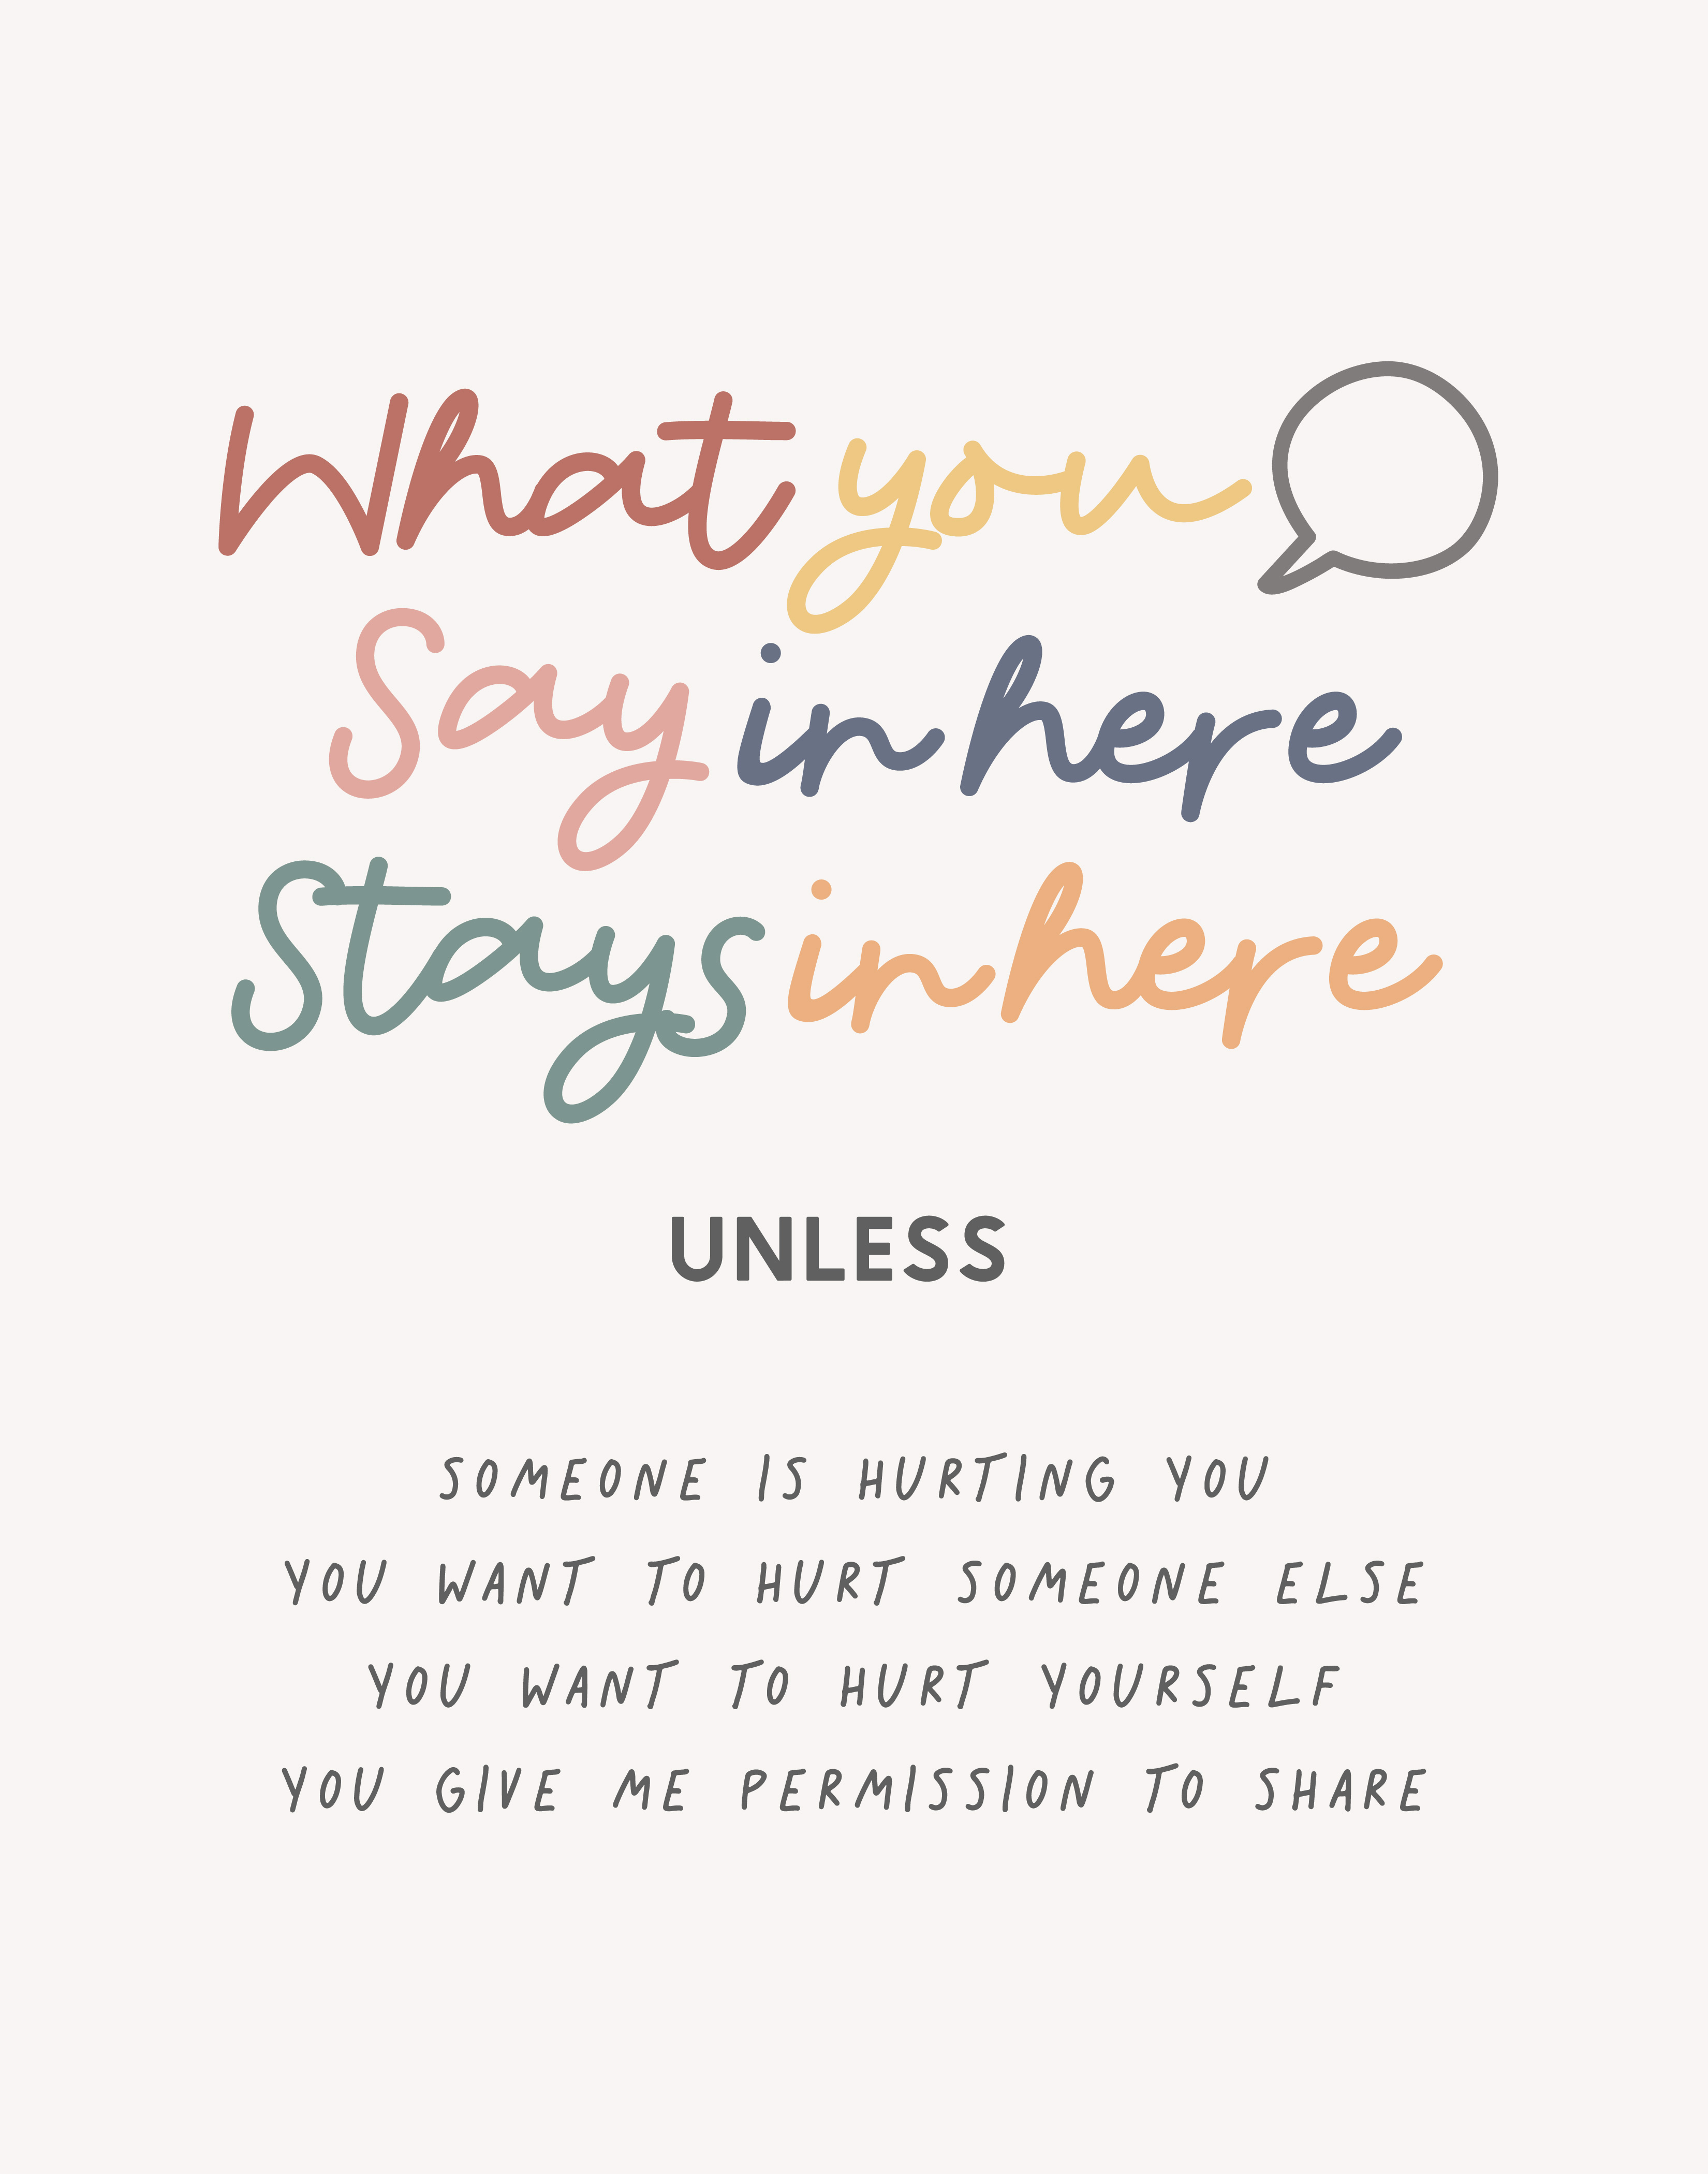 What you
Say in here
Stays in here
UNLESS
SOMEONE IS HURTING YOU
YOU WANT TO HURT SOMEONE ELSE
YOU WANT TO HURT YOURSELF
YOU GIVE ME PERMISSION TO SHARE